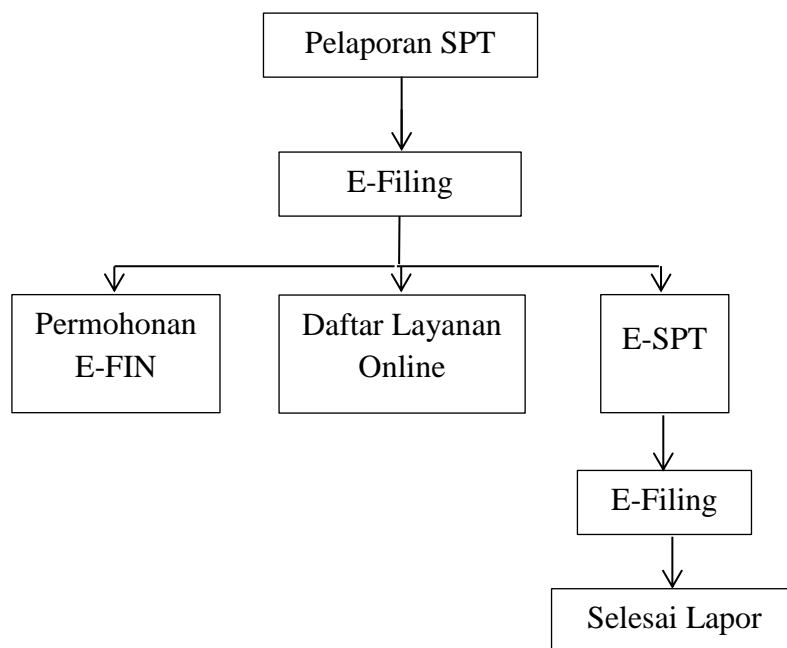 Pelaporan SPT
E-Filing
Permohonan
E-FIN
Daftar Layanan
Online
E-SPT
E-Filing
Selesai Lapor